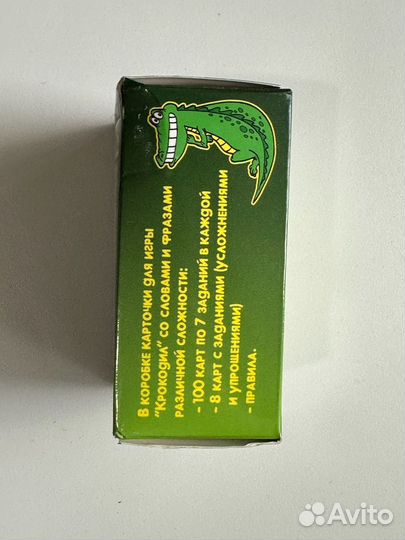 В КОРОБКЕ КАРТОЧКИ ДЛЯ ИГРЫ
"КРОКОДИЛ" СО СЛОВАМИ И ФРАЗАМИ
РАЗЛИЧНОЙ СЛОЖНОСТИ:
- 100 КАРТ ПО 7 ЗАДАНИЙ В КАЖДОЙ
- 8 КАРТ С ЗАДАНИЯМИ (УСЛОЖНЕНИЯМИ
И УПРОЩЕНИЯМИ)
- ПРАВИЛА.
Avito